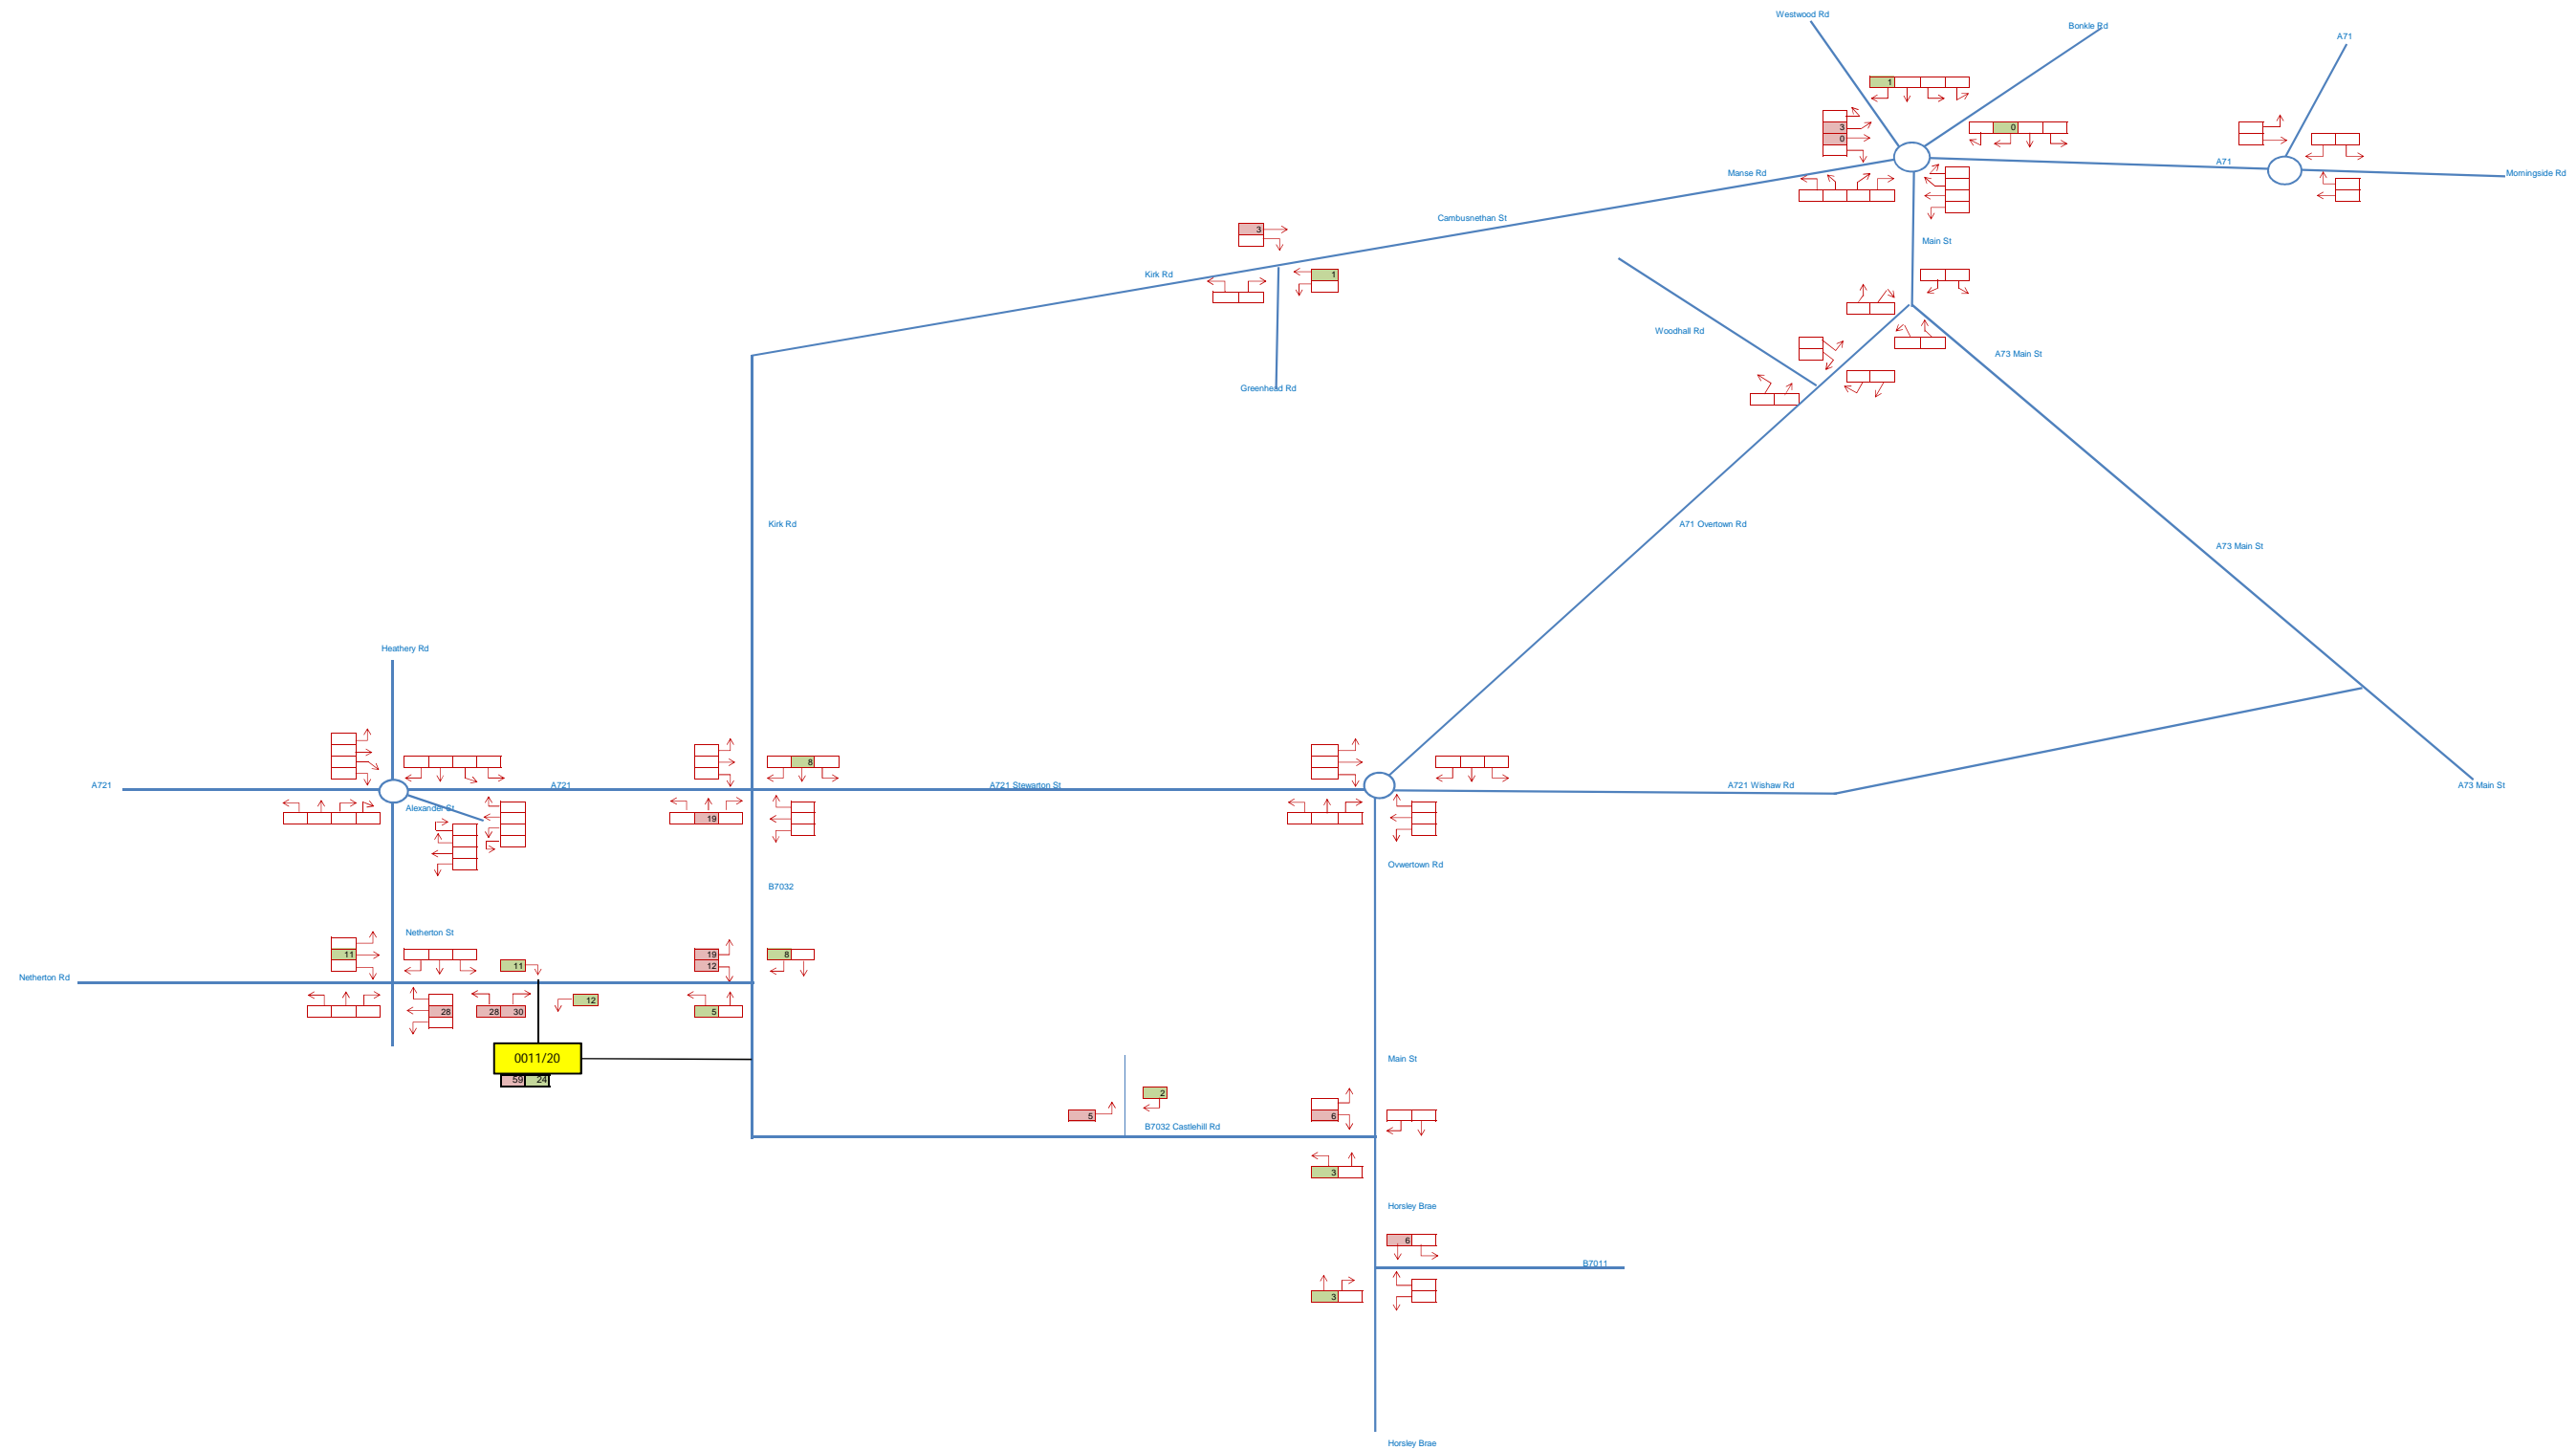 Westwood Rd
Bonkle Rd
A71
1
3
0
0
Manse Rd
A71
Morningside Rd
Cambusnethan St
3
Main St
Kirk Rd
1
Woodhall Rd
A73 Main St
Greenhead Rd
Kirk Rd
A71 Overtown Rd
A73 Main St
Heathery Rd
8
A721
A721
A721 Stewarton St
A721 Wishaw Rd
A73 Main St
Alexander St
19
Ovwertown Rd
B7032
Netherton St
11
11
19
12
8
Netherton Rd
12
28
28
30
5
0011/20
59
24
Main St
2
5
6
B7032 Castlehill Rd
3
Horsley Brae
6
B7011
3
Horsley Brae